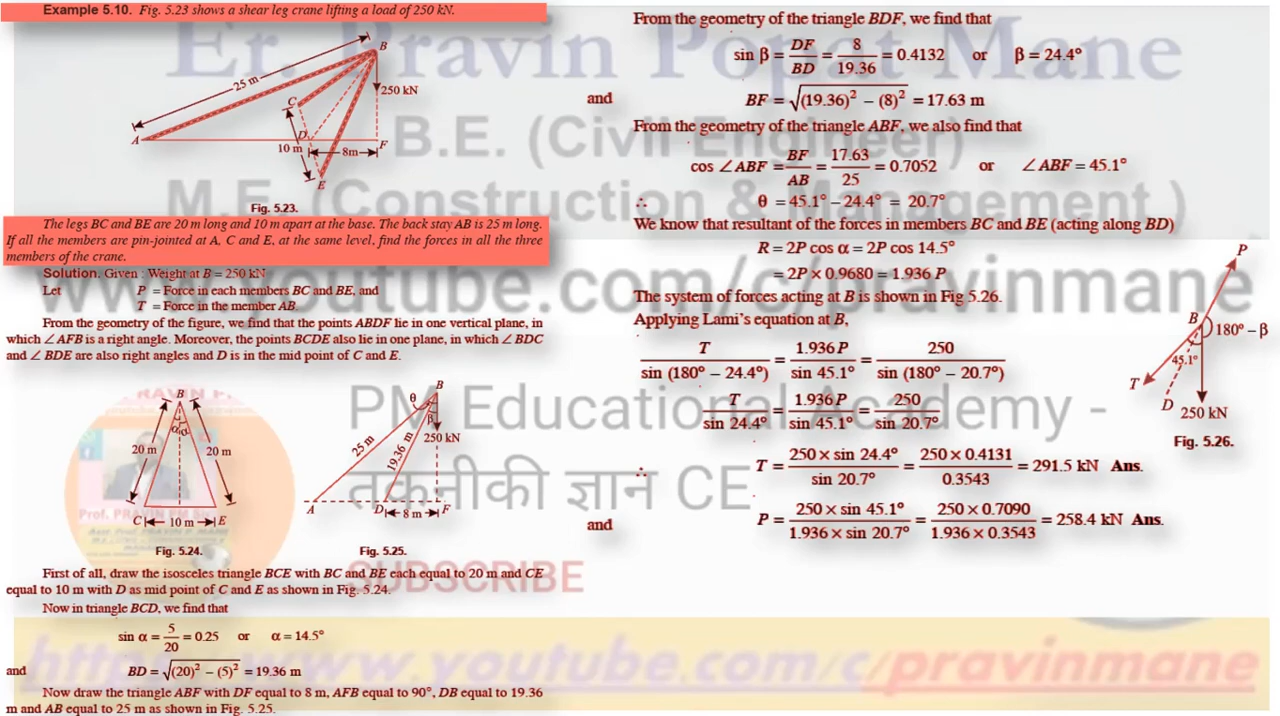 Example 5.10. Fig. 5.23 shows a shear leg crane lifting a load of 250 kN.
B
25 m
250 kN
C
A
D
F
10 m
8m
E
Fig. 5.23.
The legs BC and BE are 20 m long and 10 m apart at the base. The back stay AB is 25 m long.
If all the members are pin-jointed at A, C and E, at the same level, find the forces in all the three
members of the crane.
Solution. Given : Weight at B = 250 kN
Let P = Force in each members BC and BE, and
T = Force in the member AB.
From the geometry of the figure, we find that the points ABDF lie in one vertical plane, in
which ∠ AFB is a right angle. Moreover, the points BCDE also lie in one plane, in which ∠ BDC
and ∠ BDE are also right angles and D is in the mid point of C and E.
B
α α
20 m
20 m
C
10 m
E
Fig. 5.24.
B
θ
β
25 m
19.36 m
250 kN
A
D
8 m
F
Fig. 5.25.
First of all, draw the isosceles triangle BCE with BC and BE each equal to 20 m and CE
equal to 10 m with D as mid point of C and E as shown in Fig. 5.24.
Now in triangle BCD, we find that
sin α = 5/20 = 0.25 or α = 14.5°
and BD = √(20)² – (5)² = 19.36 m
Now draw the triangle ABF with DF equal to 8 m, AFB equal to 90°, DB equal to 19.36
m and AB equal to 25 m as shown in Fig. 5.25.
From the geometry of the triangle BDF, we find that
sin β = DF/BD = 8/19.36 = 0.4132 or β = 24.4°
and BF = √(19.36)² – (8)² = 17.63 m
From the geometry of the triangle ABF, we also find that
cos ∠ ABF = BF/AB = 17.63/25 = 0.7052 or ∠ ABF = 45.1°
∴ θ = 45.1° – 24.4° = 20.7°
We know that resultant of the forces in members BC and BE (acting along BD)
R = 2P cos α = 2P cos 14.5°
= 2P × 0.9680 = 1.936 P
The system of forces acting at B is shown in Fig 5.26.
Applying Lami's equation at B,
T/sin (180° – 24.4°) = 1.936 P/sin 45.1° = 250/sin (180° – 20.7°)
T/sin 24.4° = 1.936 P/sin 45.1° = 250/sin 20.7°
∴ T = 250 × sin 24.4°/sin 20.7° = 250 × 0.4131/0.3543 = 291.5 kN Ans.
and P = 250 × sin 45.1°/1.936 × sin 20.7° = 250 × 0.7090/1.936 × 0.3543 = 258.4 kN Ans.
P
B
180° – β
45.1°
T
D
250 kN
Fig. 5.26.
Er. Pravin Popat Mane
B.E. (Civil Engineer)
M.E. (Construction & Management )
www.youtube.com/c/pravinmane
PM Educational Academy -
तकनीकी ज्ञान CE
SUBSCRIBE
Prof. PRAVIN PM SIR
http://www.youtube.com/c/pravinmane